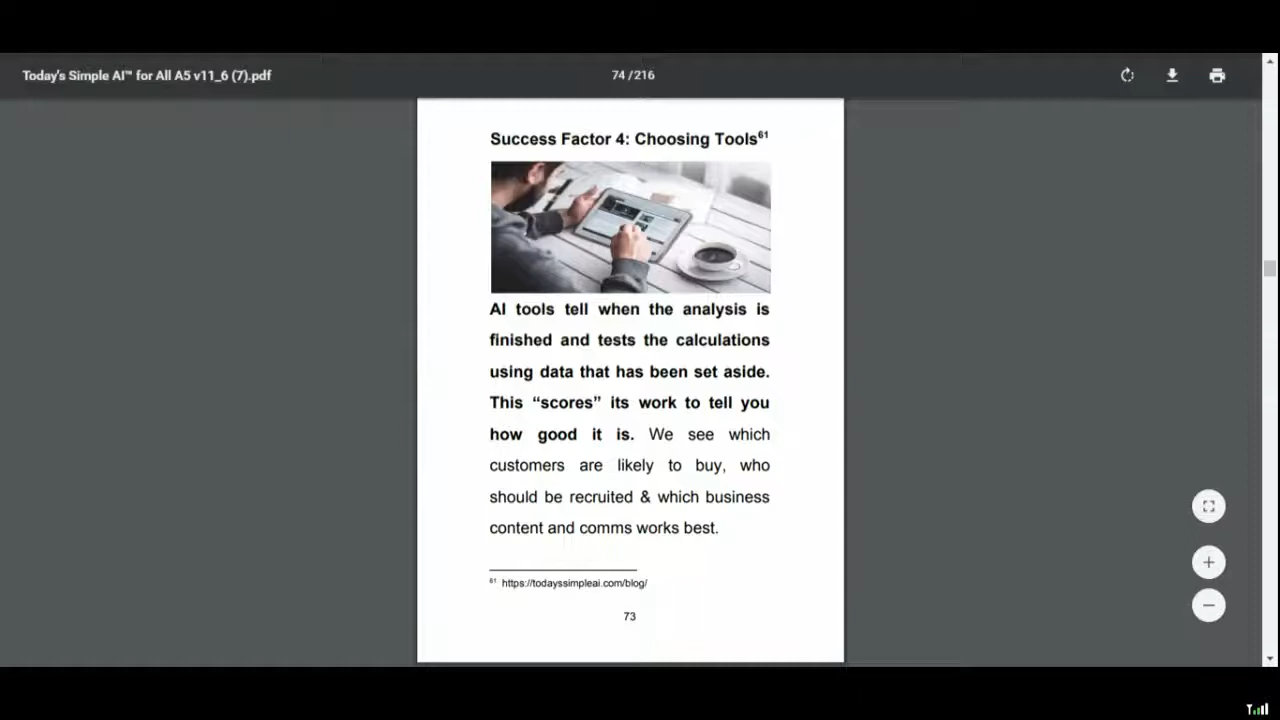 Today's Simple AI™ for All A5 v11_6 (7).pdf
74 / 216
Success Factor 4: Choosing Tools61
AI tools tell when the analysis is
finished and tests the calculations
using data that has been set aside.
This “scores” its work to tell you
how good it is. We see which
customers are likely to buy, who
should be recruited & which business
content and comms works best.
61 https://todayssimpleai.com/blog/
73